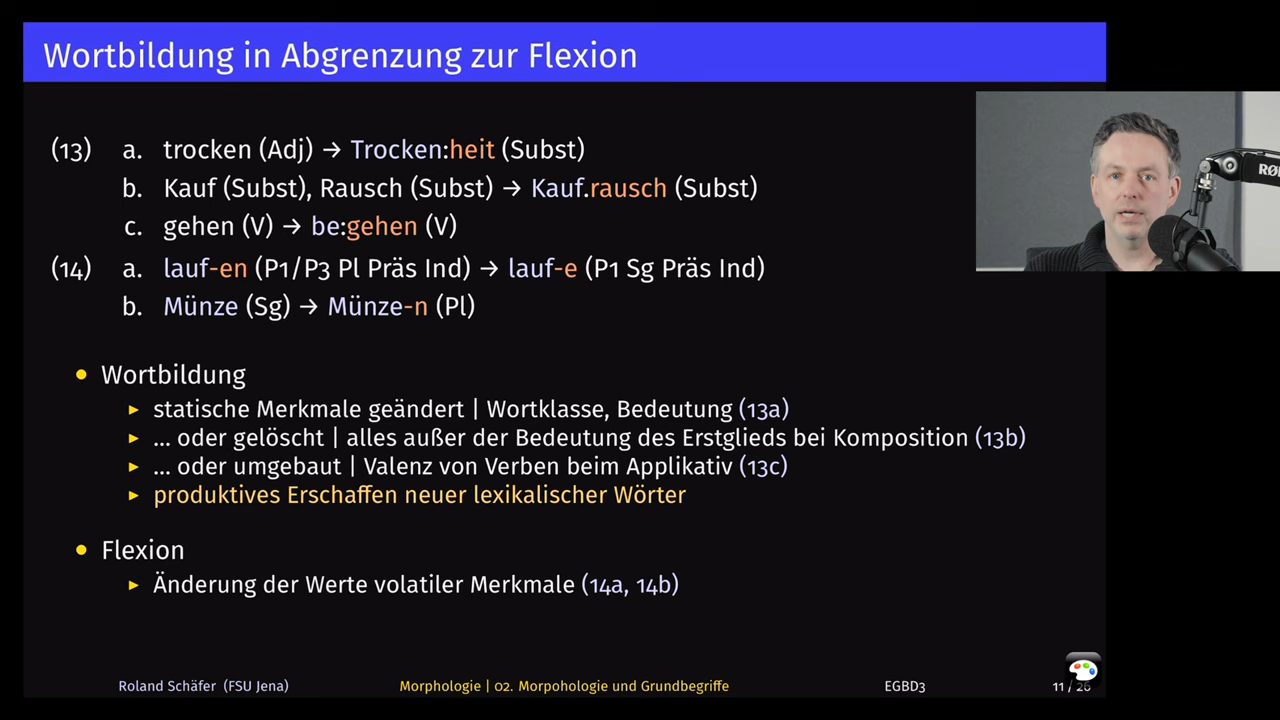 Wortbildung in Abgrenzung zur Flexion
(13) a. trocken (Adj) → Trocken:heit (Subst)
b. Kauf (Subst), Rausch (Subst) → Kauf.rausch (Subst)
c. gehen (V) → be:gehen (V)
(14) a. lauf-en (P1/P3 Pl Präs Ind) → lauf-e (P1 Sg Präs Ind)
b. Münze (Sg) → Münze-n (Pl)
• Wortbildung
▸ statische Merkmale geändert | Wortklasse, Bedeutung (13a)
▸ … oder gelöscht | alles außer der Bedeutung des Erstglieds bei Komposition (13b)
▸ … oder umgebaut | Valenz von Verben beim Applikativ (13c)
▸ produktives Erschaffen neuer lexikalischer Wörter
• Flexion
▸ Änderung der Werte volatiler Merkmale (14a, 14b)
Roland Schäfer (FSU Jena) Morphologie | 02. Morpohologie und Grundbegriffe EGBD3 11 / 26